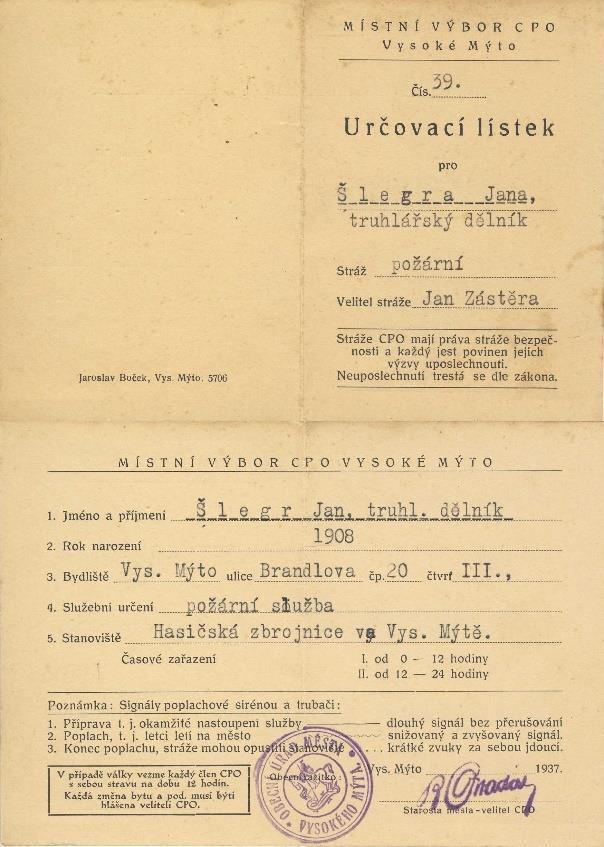 MÍSTNÍ VÝBOR CPO
Vysoké Mýto
Čís. 39.
Určovací lístek
pro
Šlegra Jana,
truhlářský dělník
Stráž požární
Velitel stráže Jan Zástěra
Stráže CPO mají práva stráže bezpeč-
nosti a každý jest povinen jejich
výzvy uposlechnouti.
Neuposlechnutí trestá se dle zákona.
Jaroslav Buček, Vys. Mýto. 5706
MÍSTNÍ VÝBOR CPO VYSOKÉ MÝTO
1. Jméno a příjmení Šlegr Jan, truhl. dělník
2. Rok narození 1908
3. Bydliště Vys. Mýto ulice Brandlova čp. 20 čtvrť III.,
4. Služební určení požární služba
5. Stanoviště Hasičská zbrojnice ve Vys. Mýtě.
Časové zařazení I. od 0 — 12 hodiny
II. od 12 — 24 hodiny
Poznámka: Signály poplachové sirénou a trubači:
1. Příprava t. j. okamžité nastoupení služby dlouhý signál bez přerušování
2. Poplach, t. j. letci letí na město snižovaný a zvyšovaný signál.
3. Konec poplachu, stráže mohou opustiti stanoviště ... krátké zvuky za sebou jdoucí.
V případě války vezme každý člen CPO
s sebou stravu na dobu 12 hodin.
Každá změna bytu a pod. musí býti
hlášena veliteli CPO.
Obecní razítko:
OBECNÍ ÚŘAD MĚSTA
VYSOKÉHO MÝTA
Vys. Mýto 1937.
Starosta města-velitel CPO